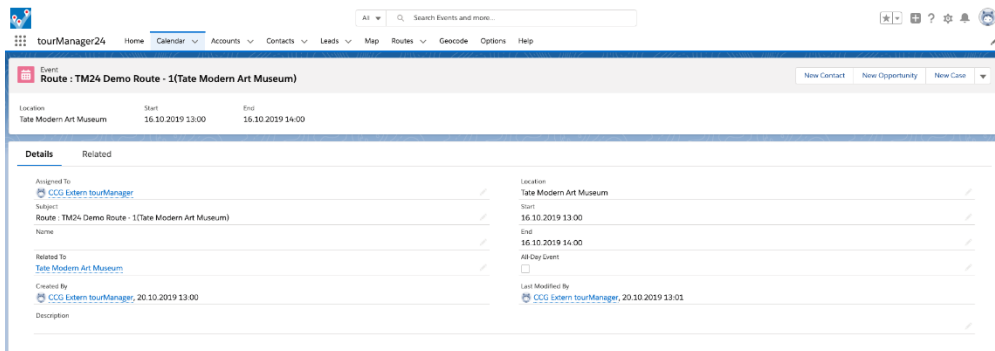 All Search Events and more...
tourManager24 Home Calendar Accounts Contacts Leads Map Routes Geocode Options Help
Event
Route : TM24 Demo Route - 1(Tate Modern Art Museum)
New Contact New Opportunity New Case
Location Start End
Tate Modern Art Museum 16.10.2019 13:00 16.10.2019 14:00
Details Related
Assigned To Location
CCG Extern tourManager Tate Modern Art Museum
Subject Start
Route : TM24 Demo Route - 1(Tate Modern Art Museum) 16.10.2019 13:00
Name End
16.10.2019 14:00
Related To All-Day Event
Tate Modern Art Museum
Created By Last Modified By
CCG Extern tourManager, 20.10.2019 13:00 CCG Extern tourManager, 20.10.2019 13:01
Description